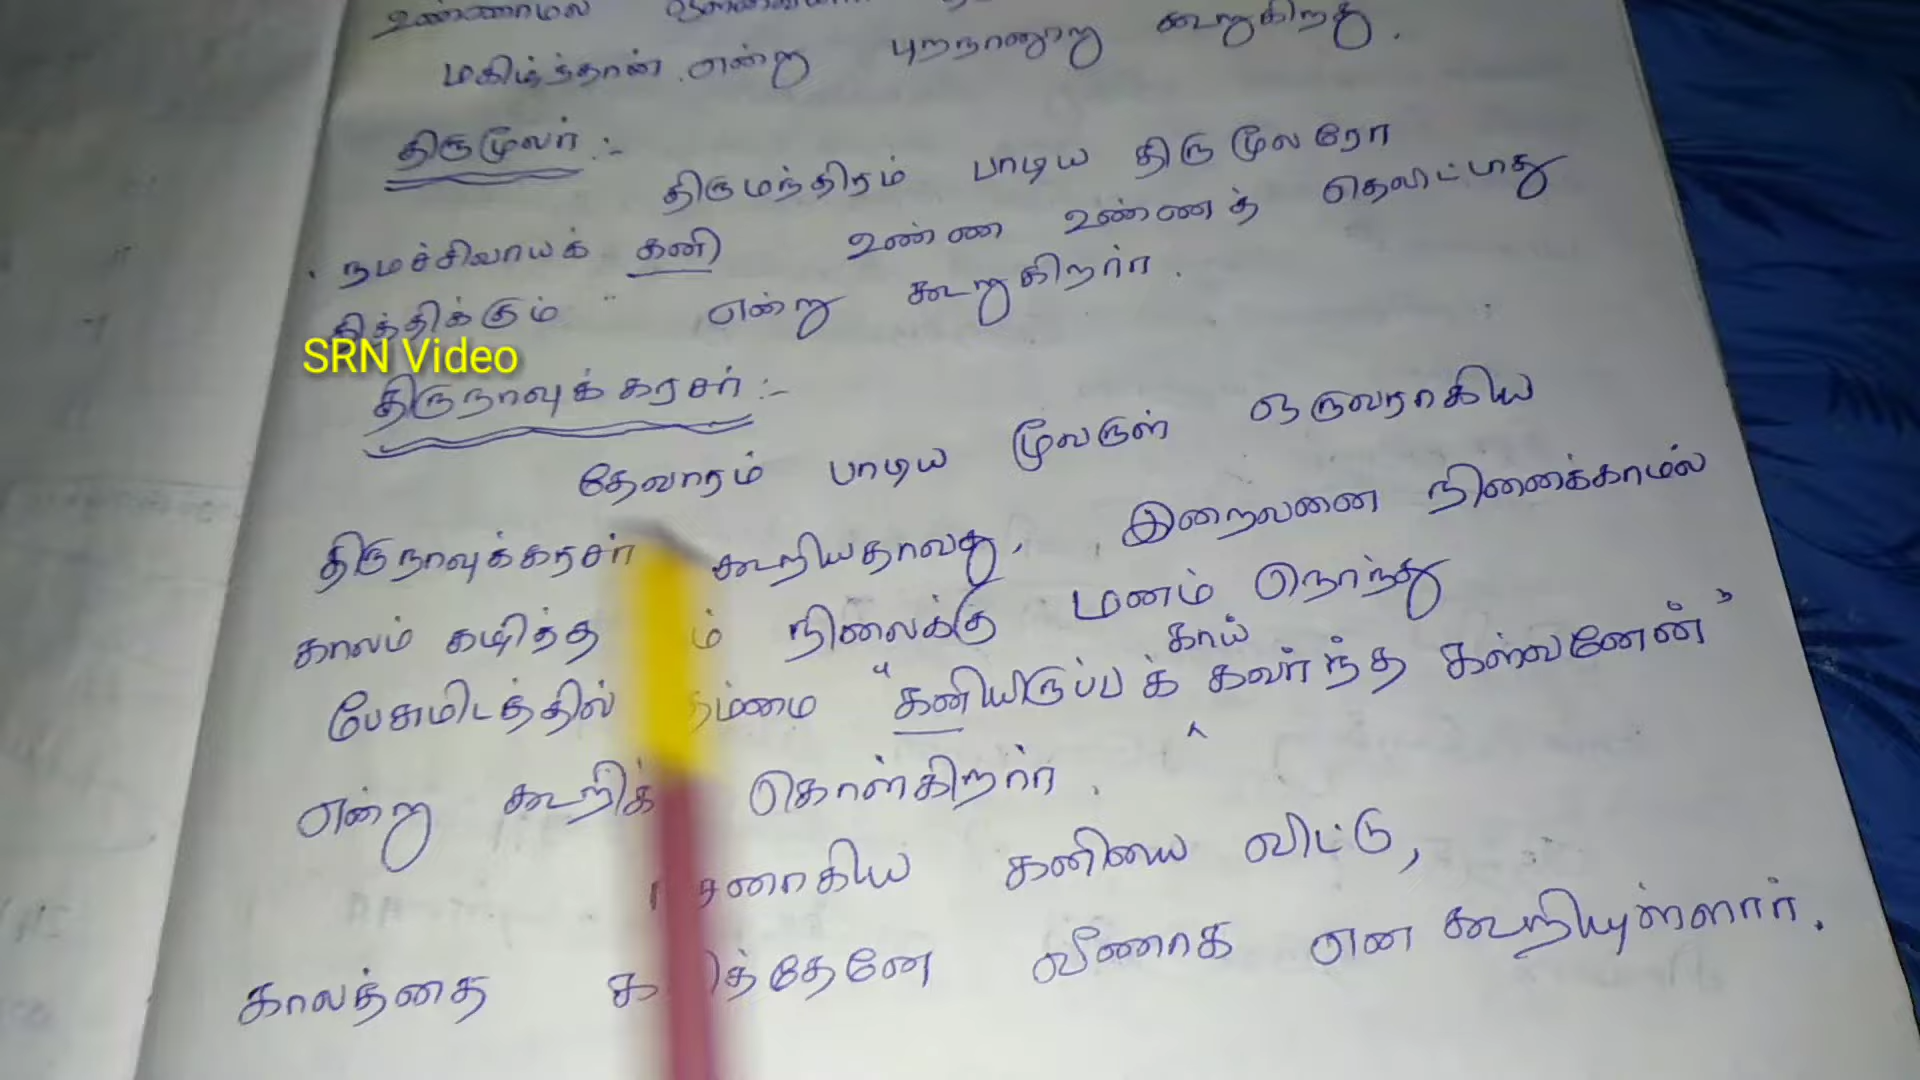 உண்ணாமல்
மகிழ்ந்தான் என்று புறநானூறு கூறுகிறது.
திருமூலர் :-
திருமந்திரம் பாடிய திருமூலரோ
' நமச்சிவாயக் கனி உண்ண உண்ணத் தெவிட்டாது
தித்திக்கும் " என்று கூறுகிறார்.
SRN Video
திருநாவுக்கரசர் :-
தேவாரம் பாடிய மூவருள் ஒருவராகிய
திருநாவுக்கரசர் கூறியதாவது, இறைவனை நினைக்காமல்
காலம் கழித்த நிலைக்கு மனம் நொந்து
பேசுமிடத்தில் தம்மை "கனியிருப்பக் காய் கவர்ந்த கள்வனேன்"
என்று கூறிக் கொள்கிறார்.
கனியை விட்டு,
காலத்தை வீணாக என கூறியுள்ளார்.